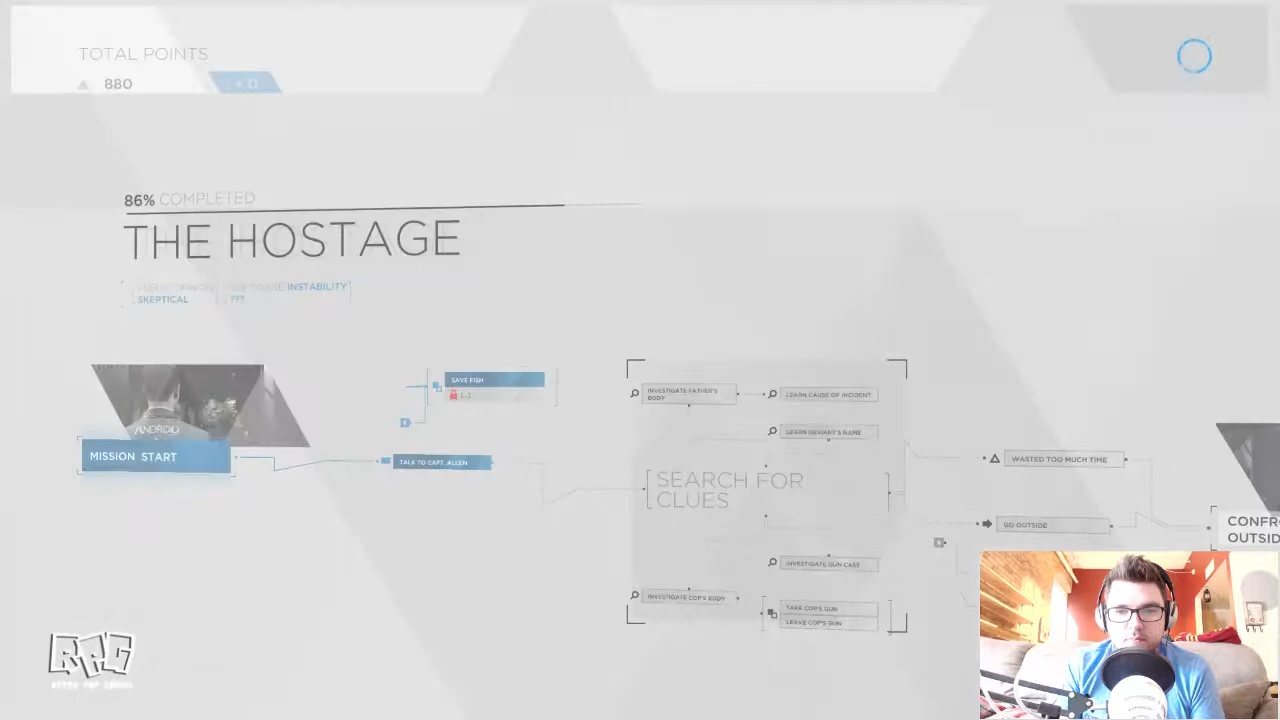 TOTAL POINTS
880
86% COMPLETED
THE HOSTAGE
INSTABILITY
SKEPTICAL
???
ANDROID
MISSION START
SAVE FISH
TALK TO CAPT. ALLEN
INVESTIGATE FATHER'S
BODY
LEARN CAUSE OF INCIDENT
LEARN DEVIANT'S NAME
SEARCH FOR
CLUES
INVESTIGATE GUN CASE
INVESTIGATE COP'S BODY
TAKE COP'S GUN
LEAVE COP'S GUN
WASTED TOO MUCH TIME
GO OUTSIDE
CONFR
OUTSID